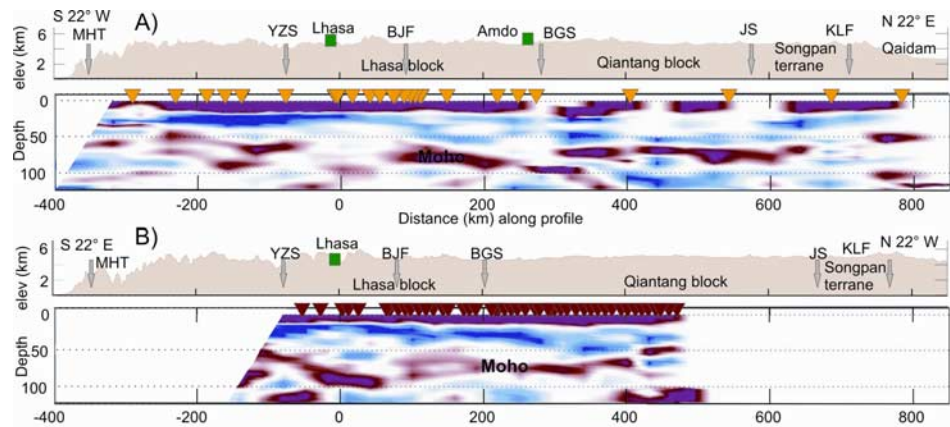 A)
S 22° W
N 22° E
MHT
YZS
Lhasa
BJF
Amdo
BGS
JS
KLF
Songpan
terrane
Qaidam
Lhasa block
Qiantang block
elev (km)
6
2
Depth
0
50
100
Moho
-400
-200
0
200
400
600
800
Distance (km) along profile
B)
S 22° E
N 22° W
MHT
YZS
Lhasa
BJF
BGS
JS
KLF
Songpan
terrane
Lhasa block
Qiantang block
elev (km)
6
2
Depth
0
50
100
Moho
-400
-200
0
200
400
600
800